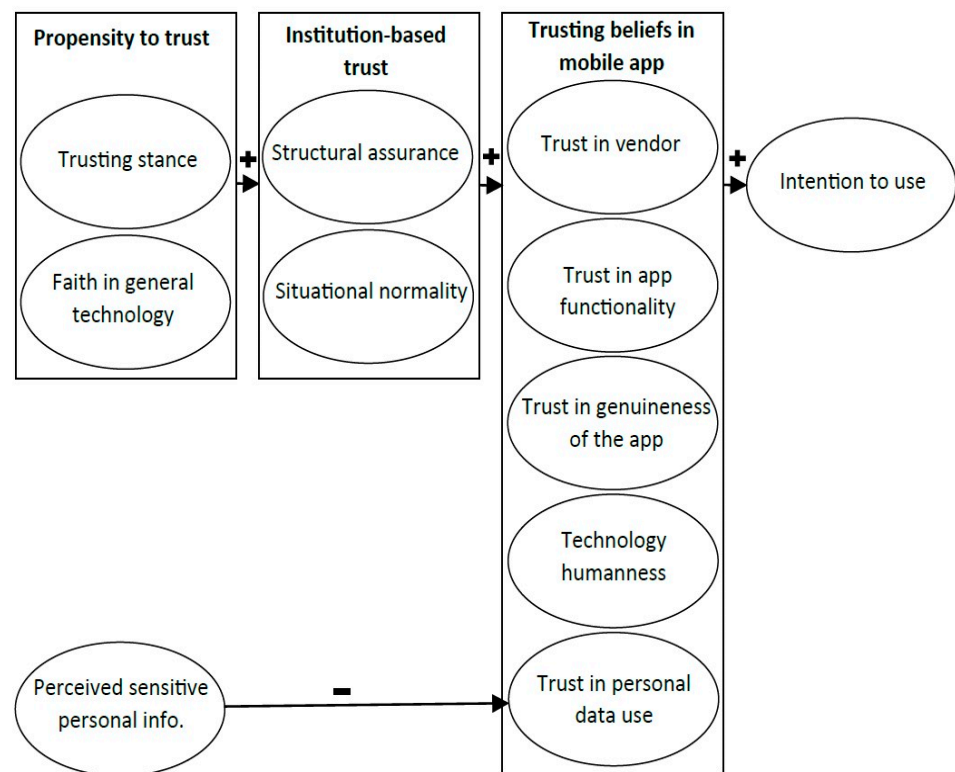 Propensity to trust
Trusting stance
Faith in general
technology
+
Institution-based
trust
Structural assurance
Situational normality
+
Trusting beliefs in
mobile app
Trust in vendor
Trust in app
functionality
Trust in genuineness
of the app
Technology
humanness
Trust in personal
data use
+
Intention to use
Perceived sensitive
personal info.
-